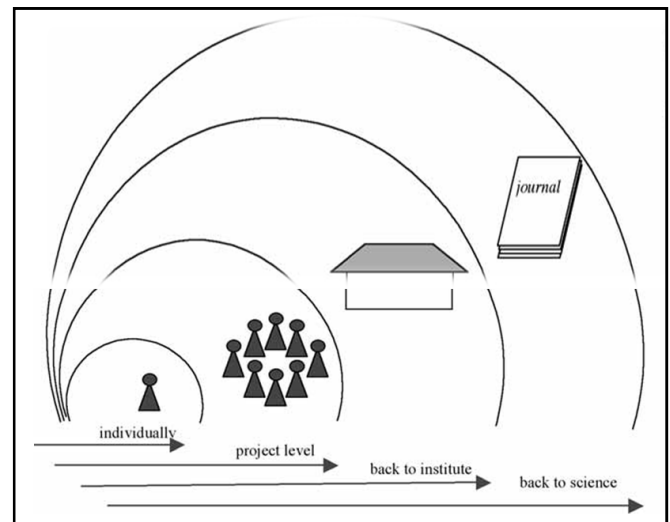 journal
individually
project level
back to institute
back to science